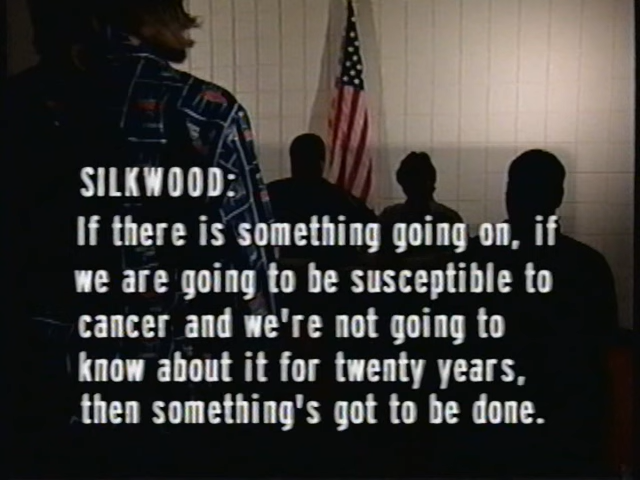 SILKWOOD:
If there is something going on, if
we are going to be susceptible to
cancer and we're not going to
know about it for twenty years,
then something's got to be done.